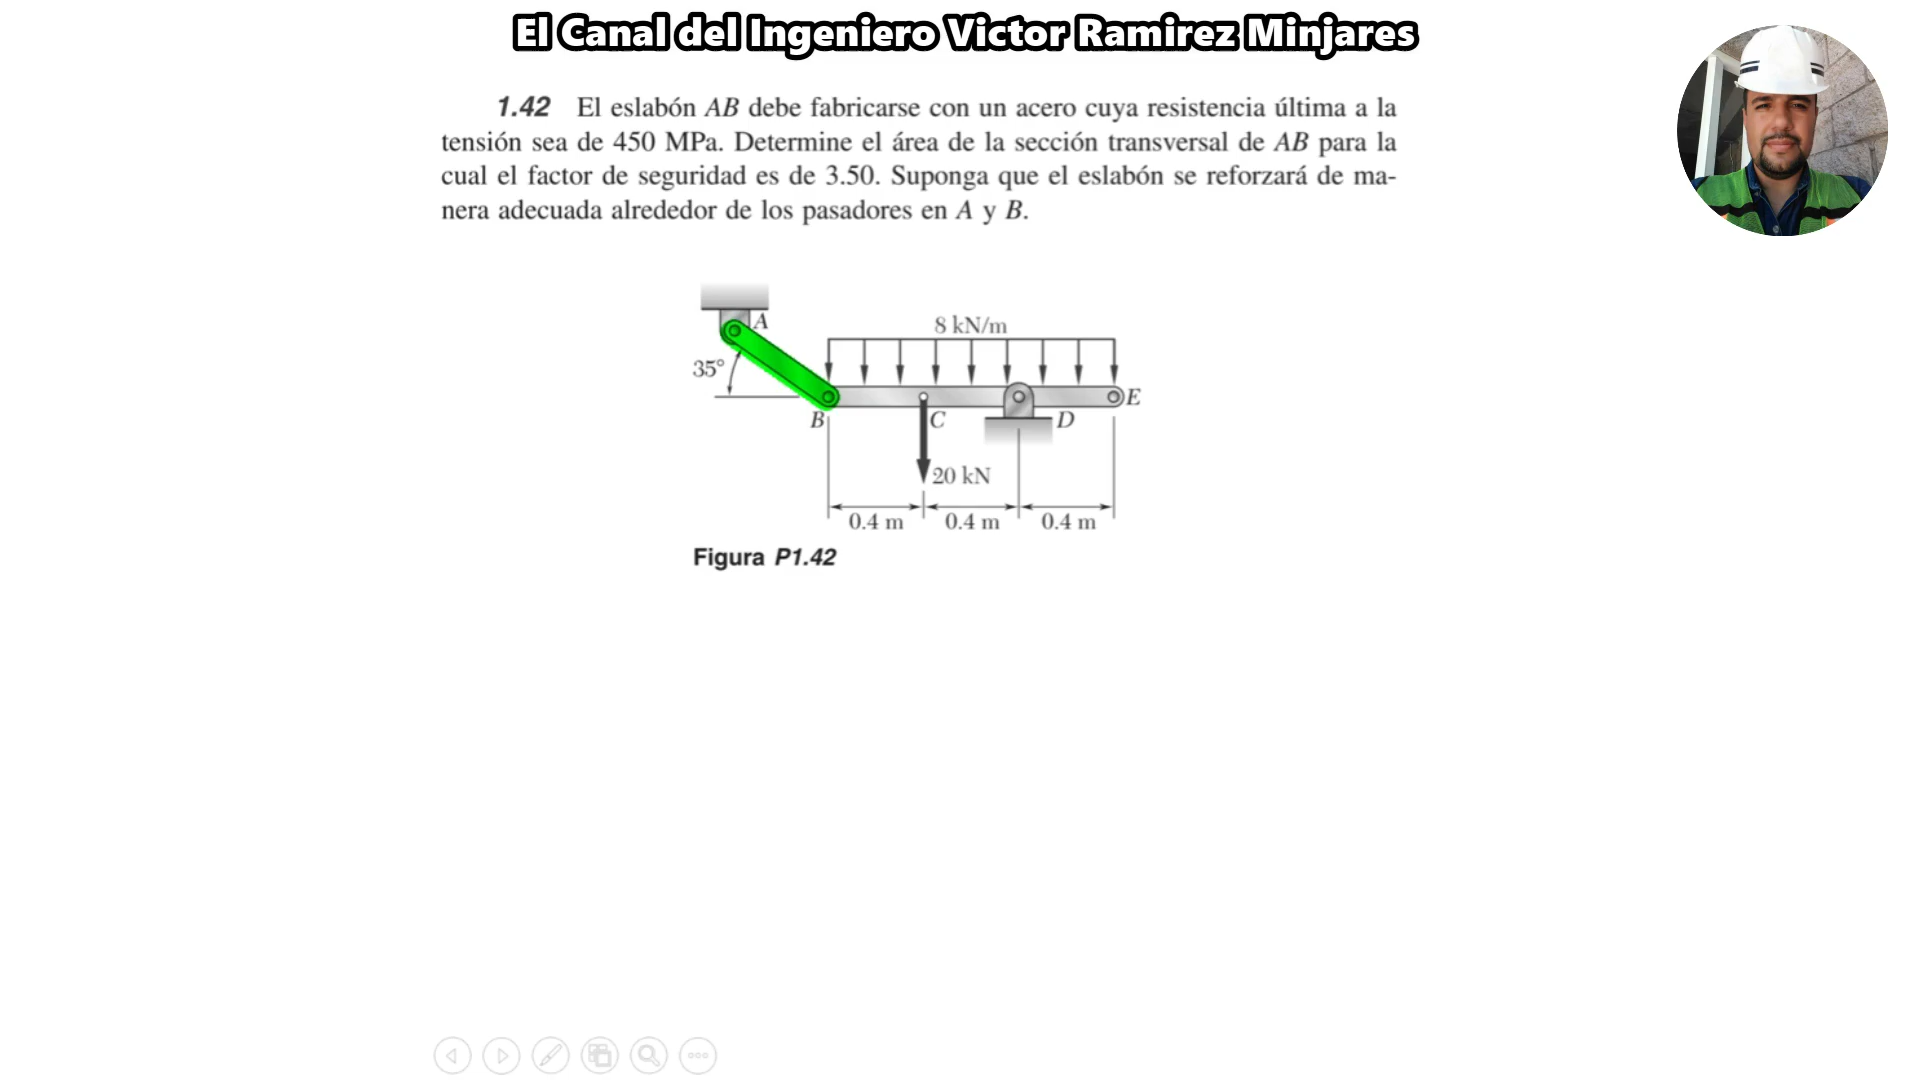 El Canal del Ingeniero Victor Ramirez Minjares
1.42 El eslabón AB debe fabricarse con un acero cuya resistencia última a la
tensión sea de 450 MPa. Determine el área de la sección transversal de AB para la
cual el factor de seguridad es de 3.50. Suponga que el eslabón se reforzará de ma-
nera adecuada alrededor de los pasadores en A y B.
A
8 kN/m
35°
E
B
C
D
20 kN
0.4 m
0.4 m
0.4 m
Figura P1.42